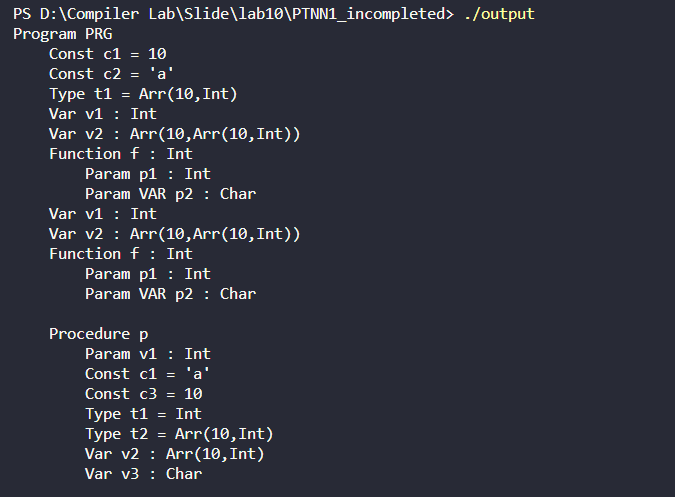 PS D:\Compiler Lab\Slide\lab10\PTNN1_incompleted> ./output
Program PRG
    Const c1 = 10
    Const c2 = 'a'
    Type t1 = Arr(10,Int)
    Var v1 : Int
    Var v2 : Arr(10,Arr(10,Int))
    Function f : Int
        Param p1 : Int
        Param VAR p2 : Char
    Var v1 : Int
    Var v2 : Arr(10,Arr(10,Int))
    Function f : Int
        Param p1 : Int
        Param VAR p2 : Char

    Procedure p
        Param v1 : Int
        Const c1 = 'a'
        Const c3 = 10
        Type t1 = Int
        Type t2 = Arr(10,Int)
        Var v2 : Arr(10,Int)
        Var v3 : Char